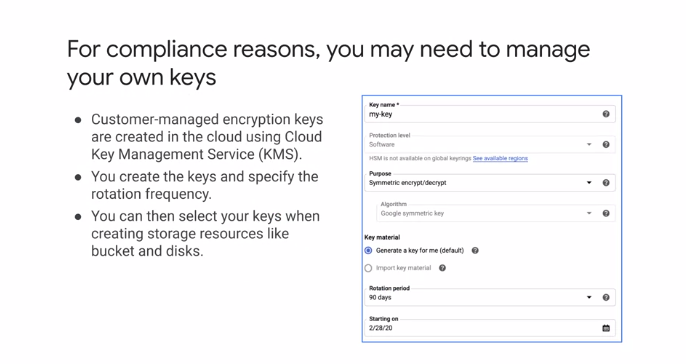 For compliance reasons, you may need to manage
your own keys
● Customer-managed encryption keys
are created in the cloud using Cloud
Key Management Service (KMS).
● You create the keys and specify the
rotation frequency.
● You can then select your keys when
creating storage resources like
bucket and disks.
Key name *
my-key
Protection level
Software
HSM is not available on global keyrings See available regions
Purpose
Symmetric encrypt/decrypt
Algorithm
Google symmetric key
Key material
Generate a key for me (default)
Import key material
Rotation period
90 days
Starting on
2/28/20